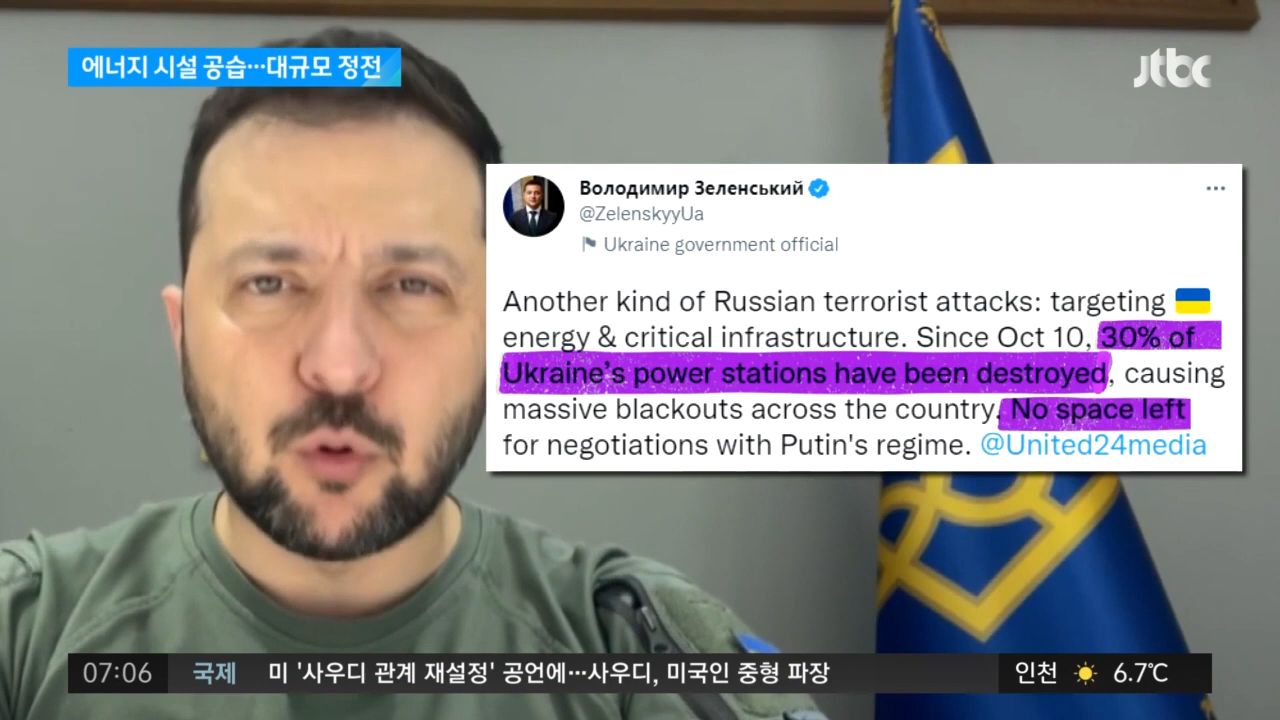 에너지 시설 공습…대규모 정전
jtbc
Володимир Зеленський
@ZelenskyyUa
Ukraine government official
Another kind of Russian terrorist attacks: targeting 🇺🇦
energy & critical infrastructure. Since Oct 10, 30% of
Ukraine's power stations have been destroyed, causing
massive blackouts across the country. No space left
for negotiations with Putin's regime. @United24media
07:06 국제 미 '사우디 관계 재설정' 공언에…사우디, 미국인 중형 파장 인천 6.7℃